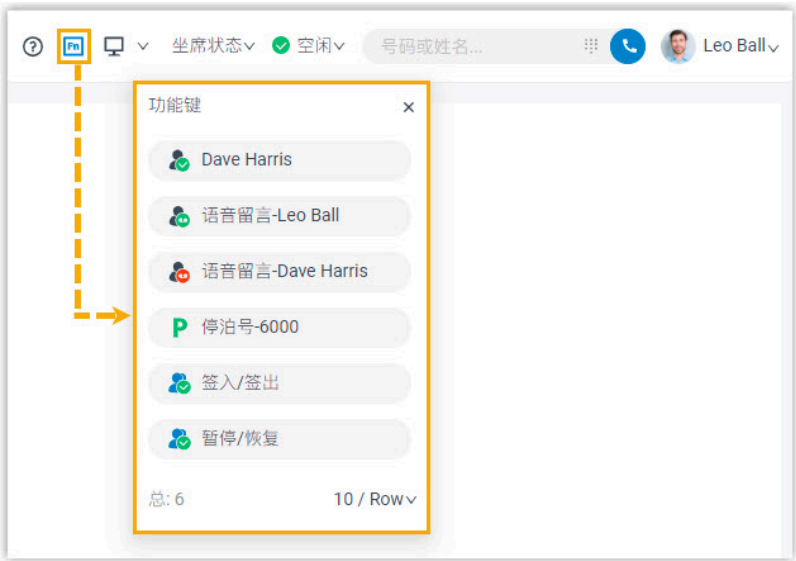 Fn 坐席状态 空闲 号码或姓名... Leo Ball
功能键
Dave Harris
语音留言-Leo Ball
语音留言-Dave Harris
P 停泊号-6000
签入/签出
暂停/恢复
总: 6 10 / Row